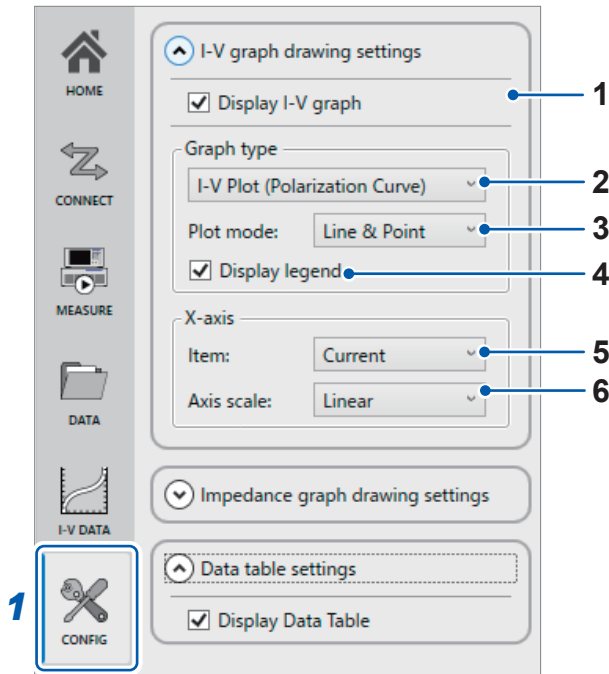 HOME
CONNECT
MEASURE
DATA
I-V DATA
1
CONFIG
I-V graph drawing settings
Display I-V graph
1
Graph type
I-V Plot (Polarization Curve)
2
Plot mode: Line & Point
3
Display legend
4
X-axis
Item: Current
5
Axis scale: Linear
6
Impedance graph drawing settings
Data table settings
Display Data Table